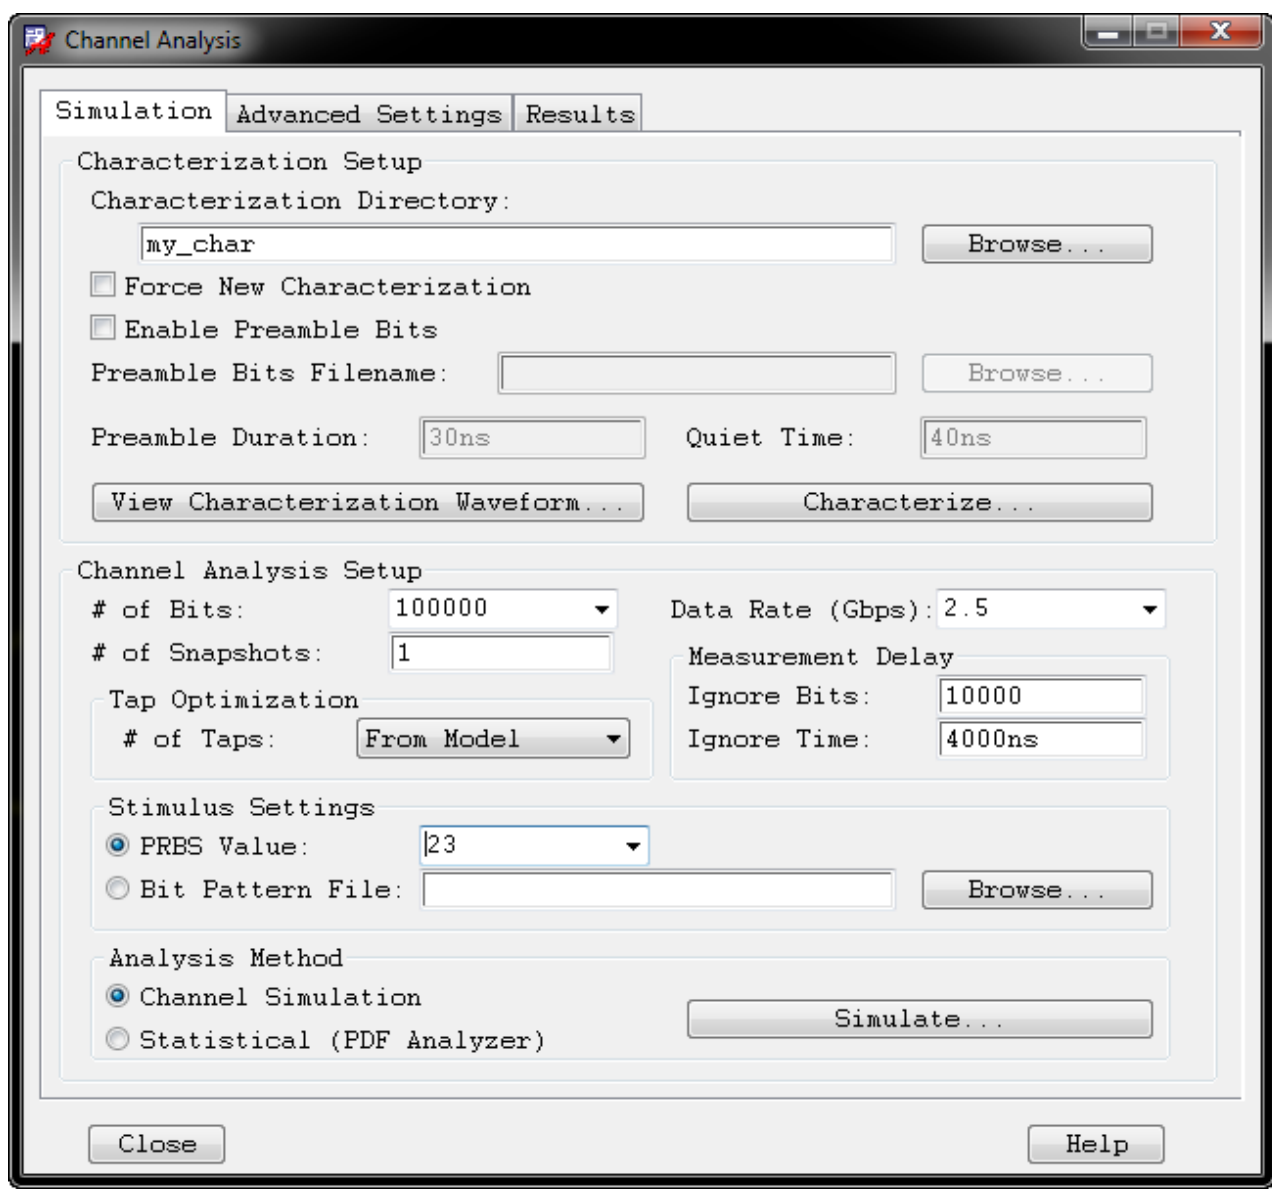 Channel Analysis
Simulation Advanced Settings Results
Characterization Setup
Characterization Directory:
my_char Browse...
Force New Characterization
Enable Preamble Bits
Preamble Bits Filename: Browse...
Preamble Duration: 30ns Quiet Time: 40ns
View Characterization Waveform... Characterize...
Channel Analysis Setup
# of Bits: 100000 Data Rate (Gbps): 2.5
# of Snapshots: 1 Measurement Delay
Tap Optimization Ignore Bits: 10000
# of Taps: From Model Ignore Time: 4000ns
Stimulus Settings
PRBS Value: 23
Bit Pattern File: Browse...
Analysis Method
Channel Simulation
Simulate...
Statistical (PDF Analyzer)
Close Help